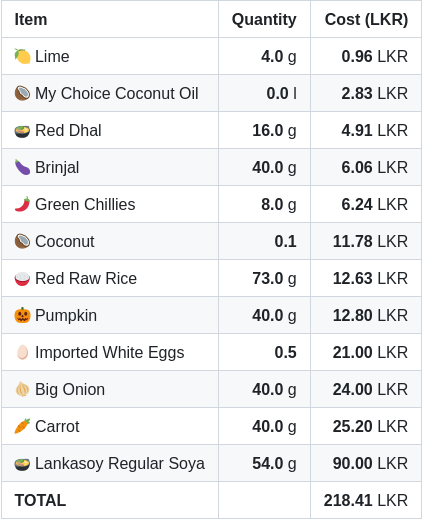 Item Quantity Cost (LKR)
🍋 Lime 4.0 g 0.96 LKR
🥥 My Choice Coconut Oil 0.0 l 2.83 LKR
🍲 Red Dhal 16.0 g 4.91 LKR
🍆 Brinjal 40.0 g 6.06 LKR
🌶️ Green Chillies 8.0 g 6.24 LKR
🥥 Coconut 0.1 11.78 LKR
🍚 Red Raw Rice 73.0 g 12.63 LKR
🎃 Pumpkin 40.0 g 12.80 LKR
🥚 Imported White Eggs 0.5 21.00 LKR
🧅 Big Onion 40.0 g 24.00 LKR
🥕 Carrot 40.0 g 25.20 LKR
🍲 Lankasoy Regular Soya 54.0 g 90.00 LKR
TOTAL 218.41 LKR